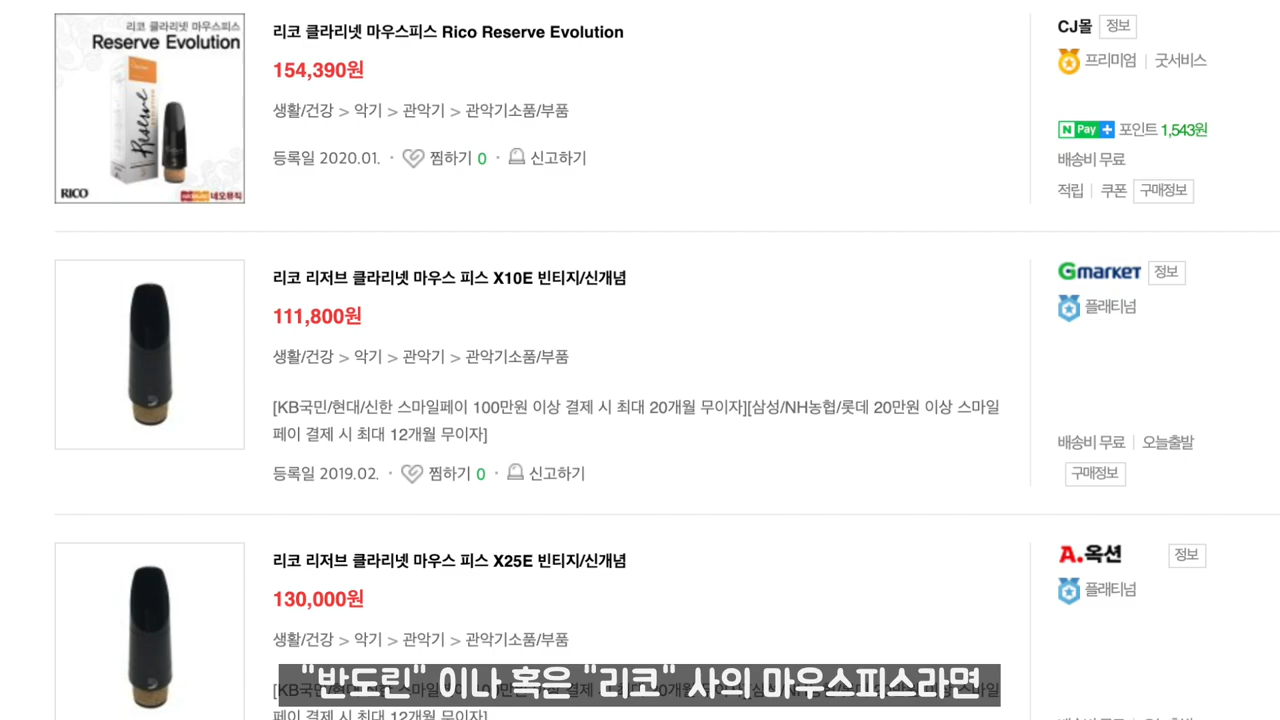 리코 클라리넷 마우스피스
Reserve Evolution
Reserve
RICO
네오뮤직
리코 클라리넷 마우스피스 Rico Reserve Evolution
154,390원
생활/건강 > 악기 > 관악기 > 관악기소품/부품
등록일 2020.01. · 찜하기 0 · 신고하기
CJ몰 정보
프리미엄 | 굿서비스
N Pay + 포인트 1,543원
배송비 무료
적립 | 쿠폰 구매정보
리코 리저브 클라리넷 마우스 피스 X10E 빈티지/신개념
111,800원
생활/건강 > 악기 > 관악기 > 관악기소품/부품
[KB국민/현대/신한 스마일페이 100만원 이상 결제 시 최대 20개월 무이자][삼성/NH농협/롯데 20만원 이상 스마일
페이 결제 시 최대 12개월 무이자]
등록일 2019.02. · 찜하기 0 · 신고하기
Gmarket 정보
플래티넘
배송비 무료 | 오늘출발
구매정보
리코 리저브 클라리넷 마우스 피스 X25E 빈티지/신개념
130,000원
생활/건강 > 악기 > 관악기 > 관악기소품/부품
A.옥션 정보
플래티넘
"반도린" 이나 혹은 "리코" 사의 마우스피스라면